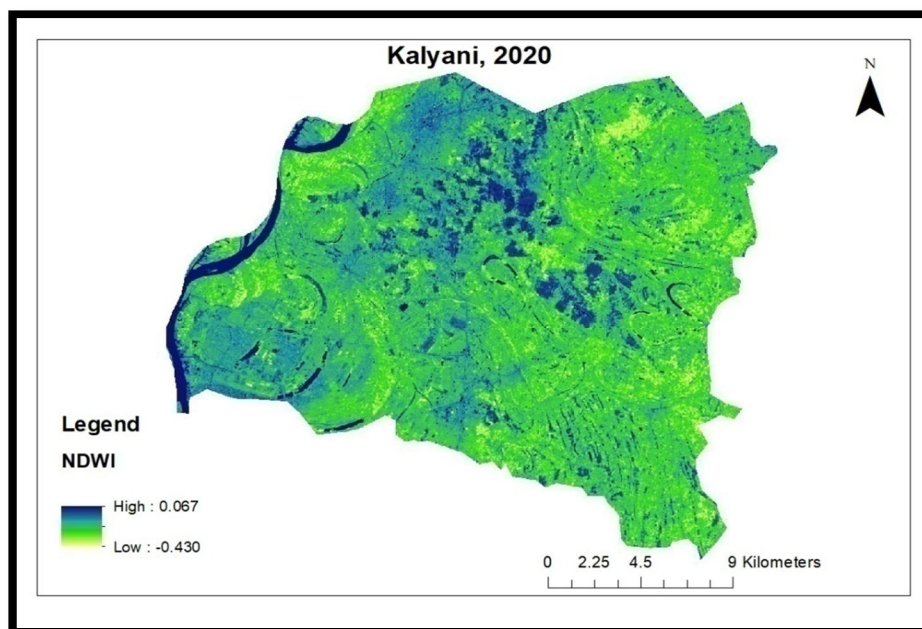 Kalyani, 2020
N
Legend
NDWI
High : 0.067
Low : -0.430
0 2.25 4.5 9 Kilometers